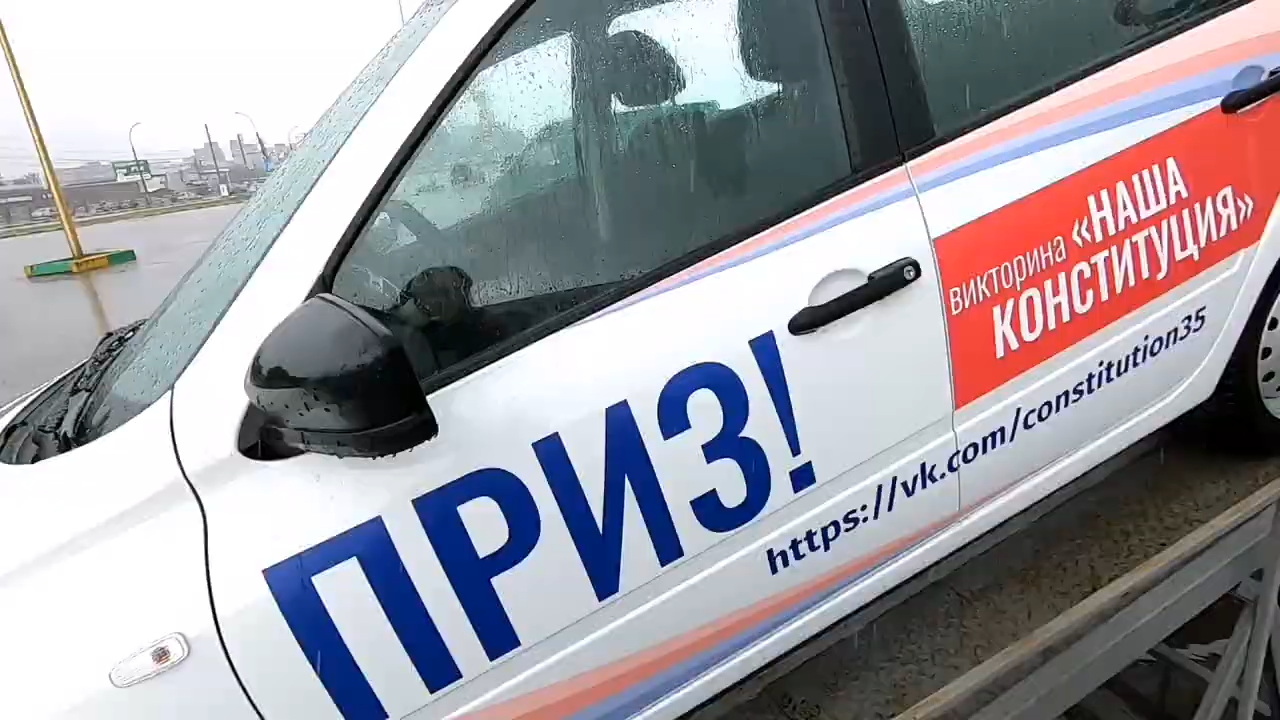 ПРИЗ!
ВИКТОРИНА «НАША
КОНСТИТУЦИЯ»
https://vk.com/constitution35